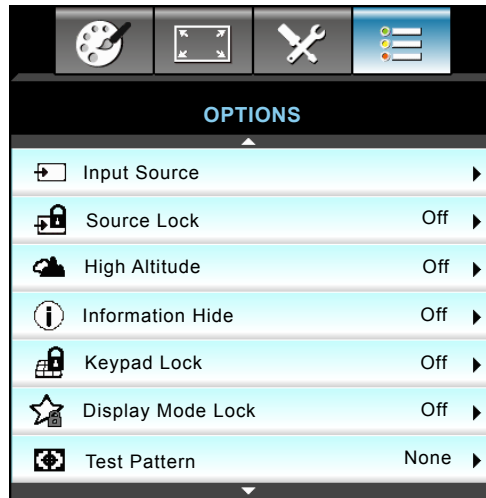 OPTIONS
Input Source
Source Lock Off
High Altitude Off
Information Hide Off
Keypad Lock Off
Display Mode Lock Off
Test Pattern None